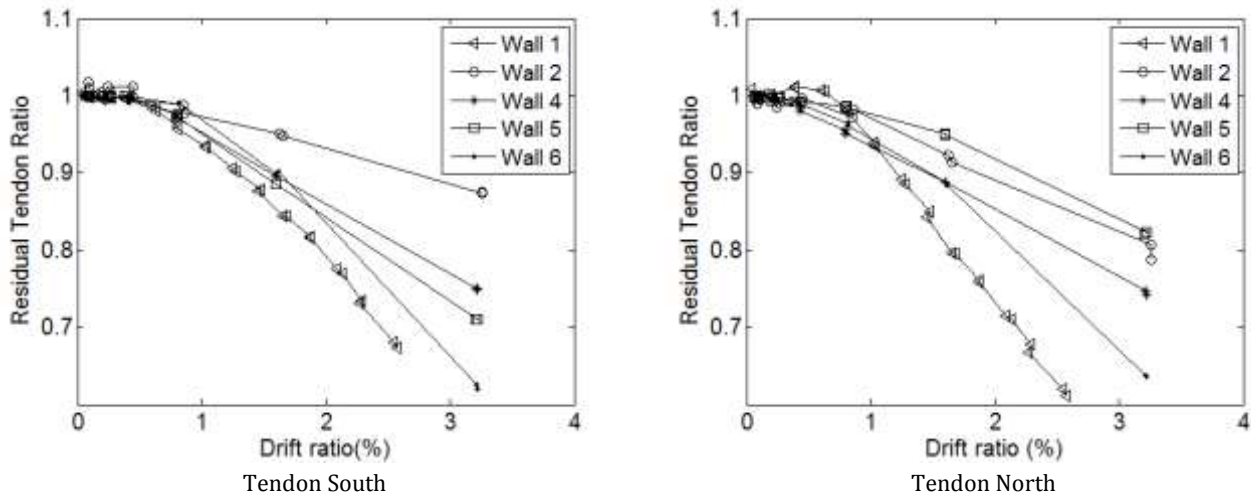 1.1
1
0.9
0.8
0.7
0
1
2
3
4
Residual Tendon Ratio
Drift ratio(%)
Wall 1
Wall 2
Wall 4
Wall 5
Wall 6
Tendon South
1.1
1
0.9
0.8
0.7
0
1
2
3
4
Residual Tendon Ratio
Drift ratio (%)
Wall 1
Wall 2
Wall 4
Wall 5
Wall 6
Tendon North